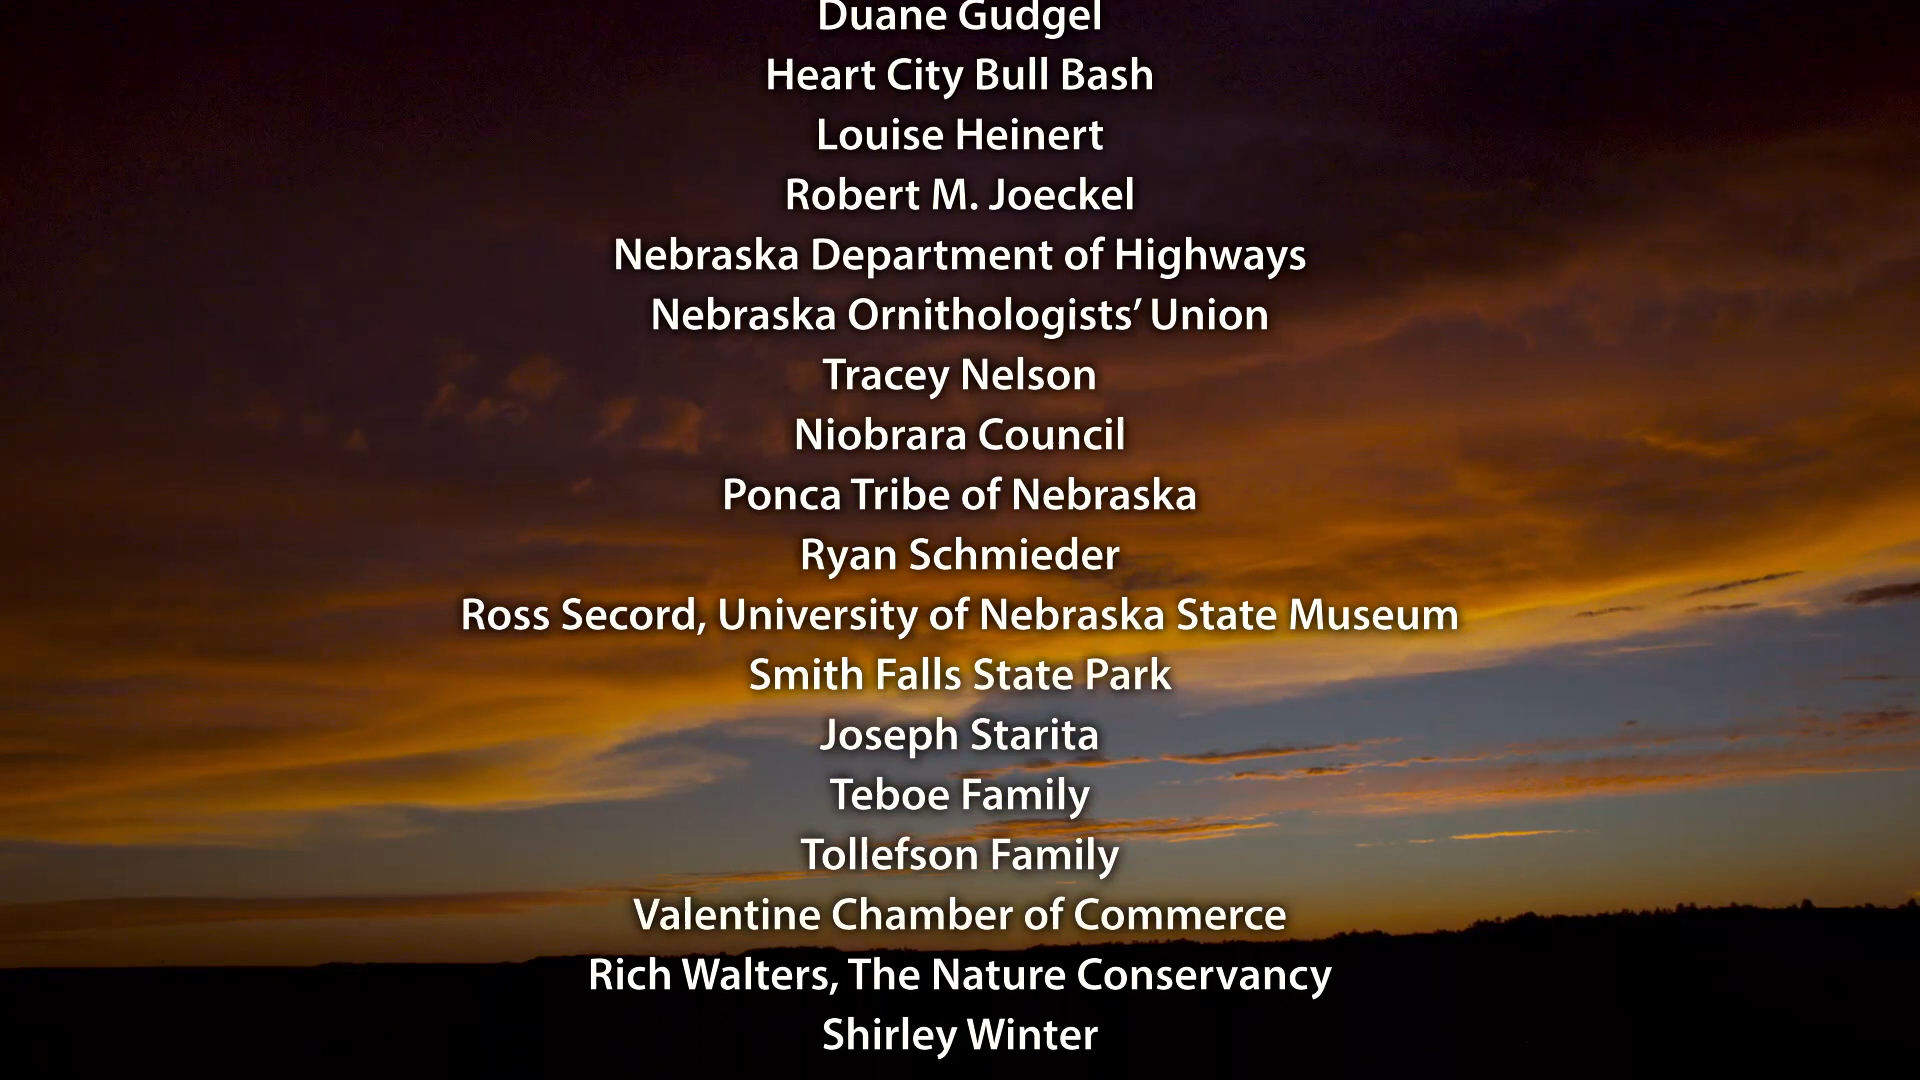 Duane Gudgel
Heart City Bull Bash
Louise Heinert
Robert M. Joeckel
Nebraska Department of Highways
Nebraska Ornithologists’ Union
Tracey Nelson
Niobrara Council
Ponca Tribe of Nebraska
Ryan Schmieder
Ross Secord, University of Nebraska State Museum
Smith Falls State Park
Joseph Starita
Teboe Family
Tollefson Family
Valentine Chamber of Commerce
Rich Walters, The Nature Conservancy
Shirley Winter